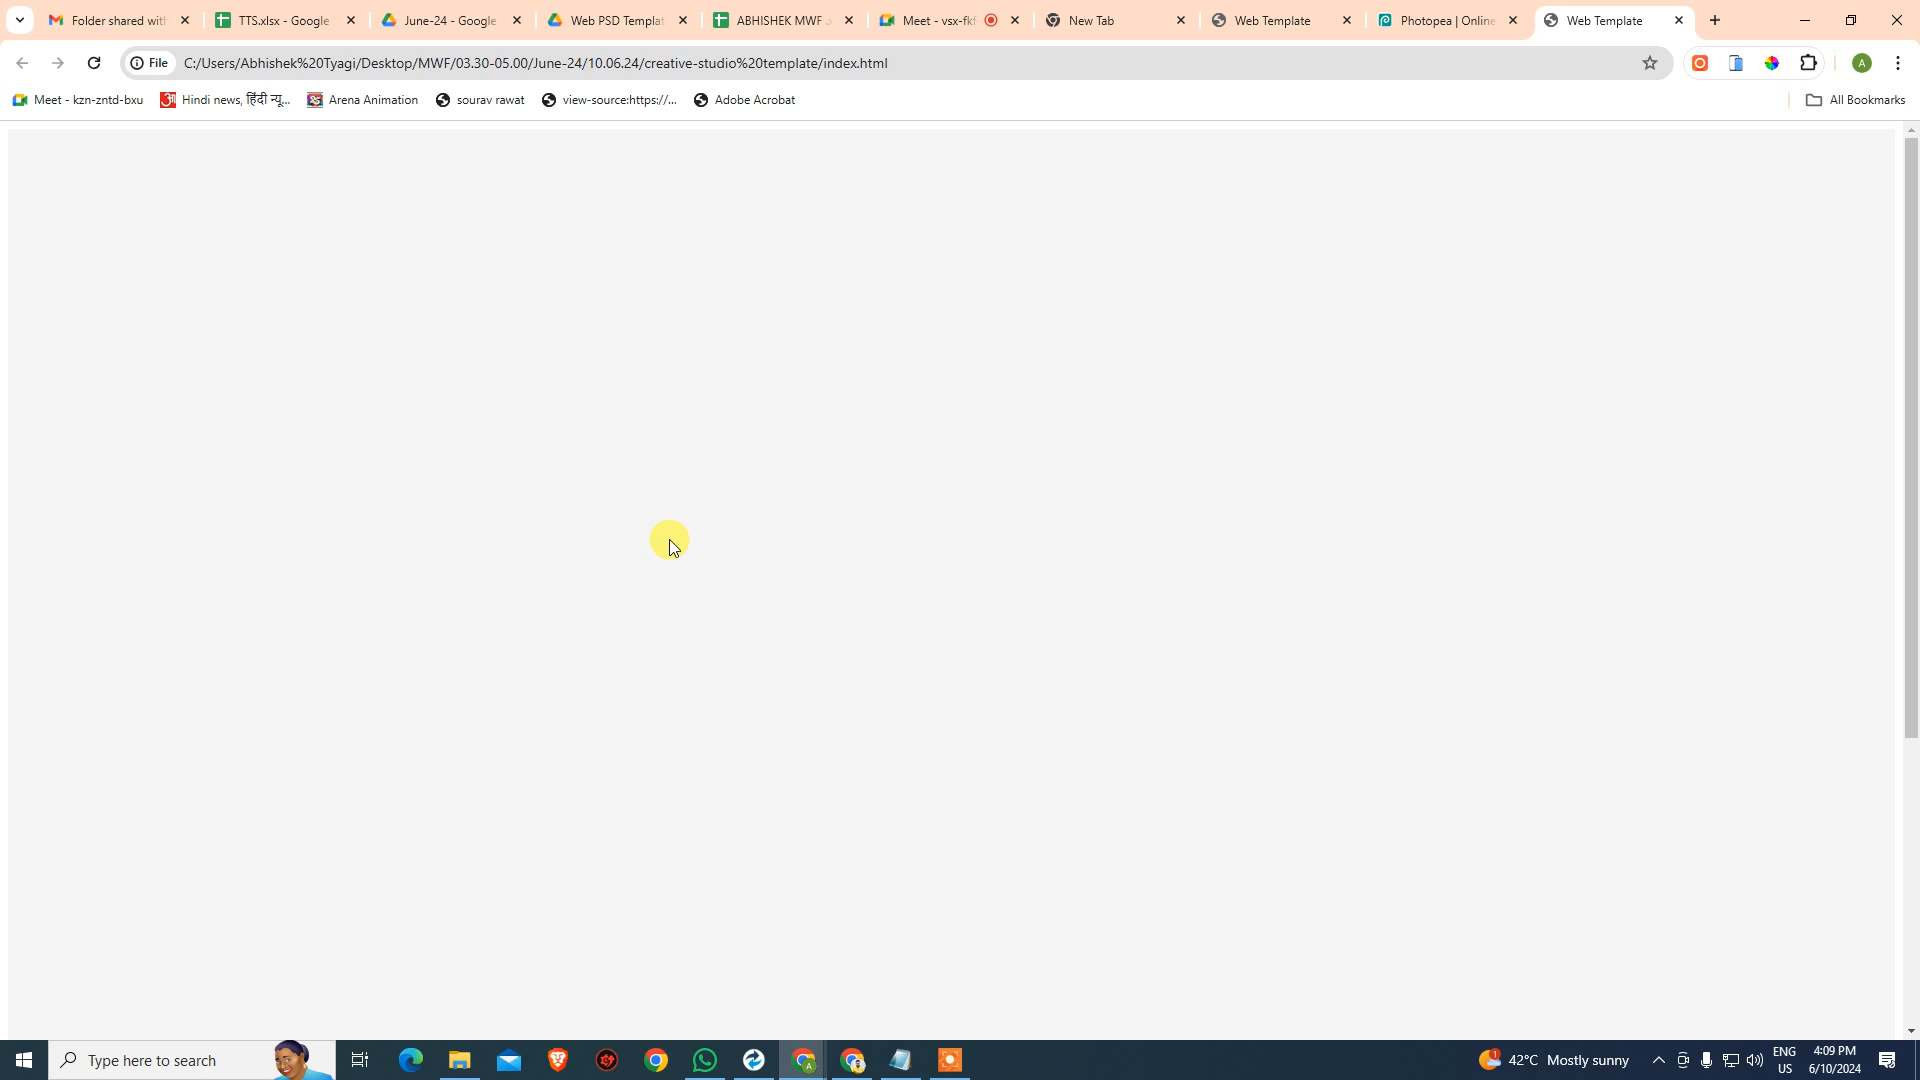 Folder shared with
TTS.xlsx - Google
June-24 - Google
Web PSD Templat
ABHISHEK MWF
Meet - vsx-fkf
New Tab
Web Template
Photopea | Online
Web Template
File
C:/Users/Abhishek%20Tyagi/Desktop/MWF/03.30-05.00/June-24/10.06.24/creative-studio%20template/index.html
A
Meet - kzn-zntd-bxu
Hindi news, हिंदी न्यू...
Arena Animation
sourav rawat
view-source:https://...
Adobe Acrobat
All Bookmarks
Type here to search
42°C Mostly sunny
ENG
US
4:09 PM
6/10/2024